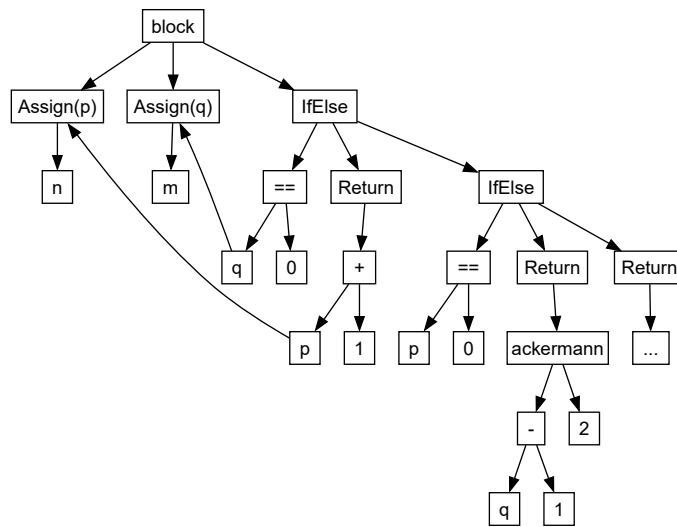 block
Assign(p) Assign(q) IfElse
n m == Return IfElse
q 0 + == Return Return
p 1 p 0 ackermann ...
- 2
q 1